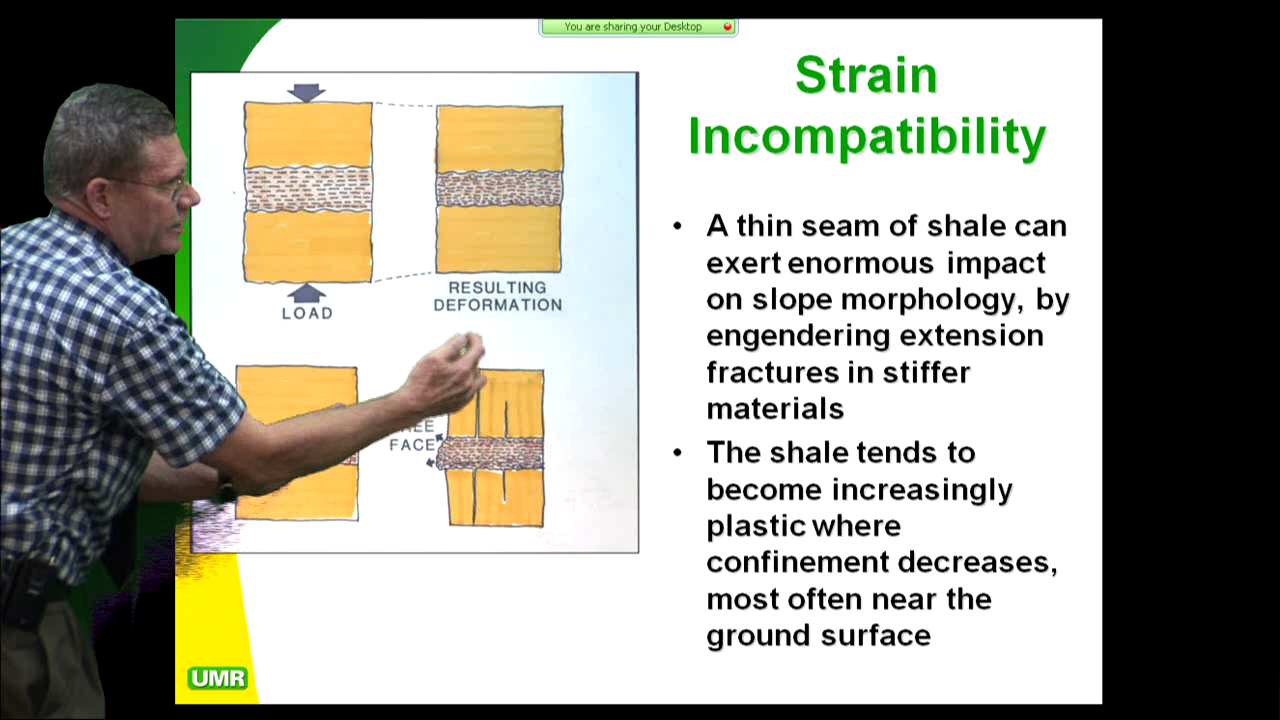 You are sharing your Desktop
Strain
Incompatibility
LOAD
RESULTING
DEFORMATION
FACE
• A thin seam of shale can
exert enormous impact
on slope morphology, by
engendering extension
fractures in stiffer
materials
• The shale tends to
become increasingly
plastic where
confinement decreases,
most often near the
ground surface
UMR